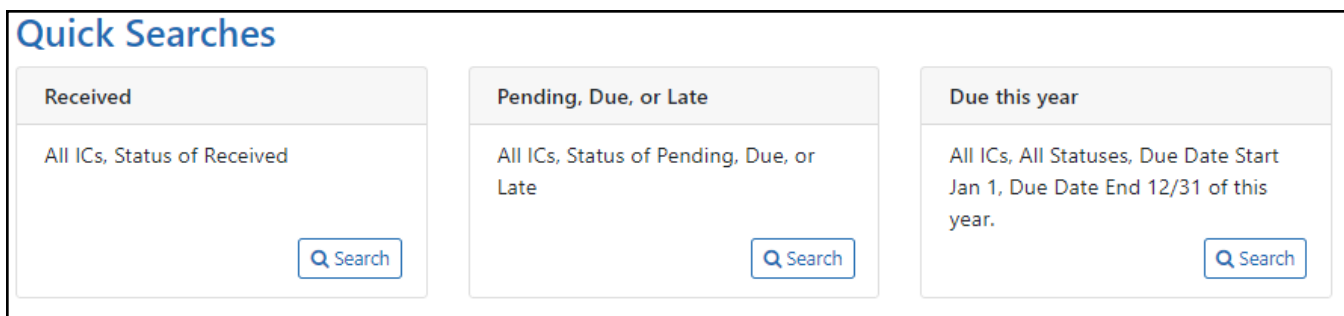 Quick Searches
Received
All ICs, Status of Received
Search
Pending, Due, or Late
All ICs, Status of Pending, Due, or
Late
Search
Due this year
All ICs, All Statuses, Due Date Start
Jan 1, Due Date End 12/31 of this
year.
Search